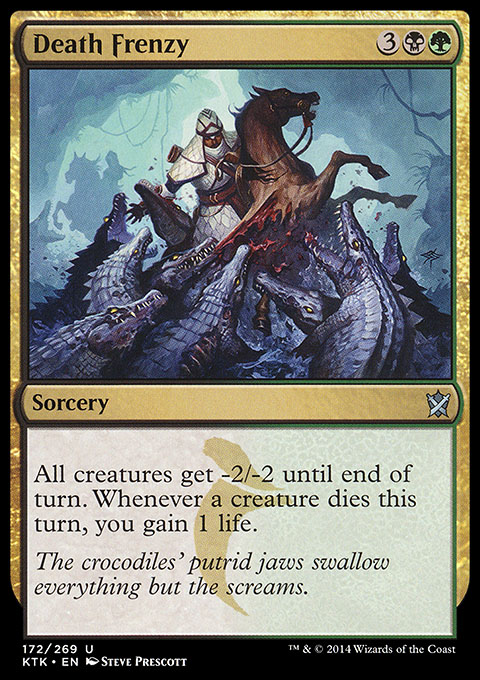 Death Frenzy 3
Sorcery
All creatures get -2/-2 until end of
turn. Whenever a creature dies this
turn, you gain 1 life.
The crocodiles' putrid jaws swallow
everything but the screams.
172/269 U
KTK • EN Steve Prescott
™ & © 2014 Wizards of the Coast